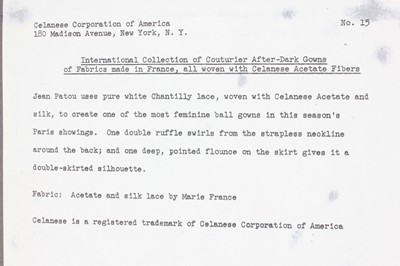 Celanese Corporation of America No. 15
180 Madison Avenue, New York, N. Y.
International Collection of Couturier After-Dark Gowns
of Fabrics made in France, all woven with Celanese Acetate Fibers
Jean Patou uses pure white Chantilly lace, woven with Celanese Acetate and
silk, to create one of the most feminine ball gowns in this season's
Paris showings. One double ruffle swirls from the strapless neckline
around the back; and one deep, pointed flounce on the skirt gives it a
double-skirted silhouette.
Fabric: Acetate and silk lace by Marie France
Celanese is a registered trademark of Celanese Corporation of America